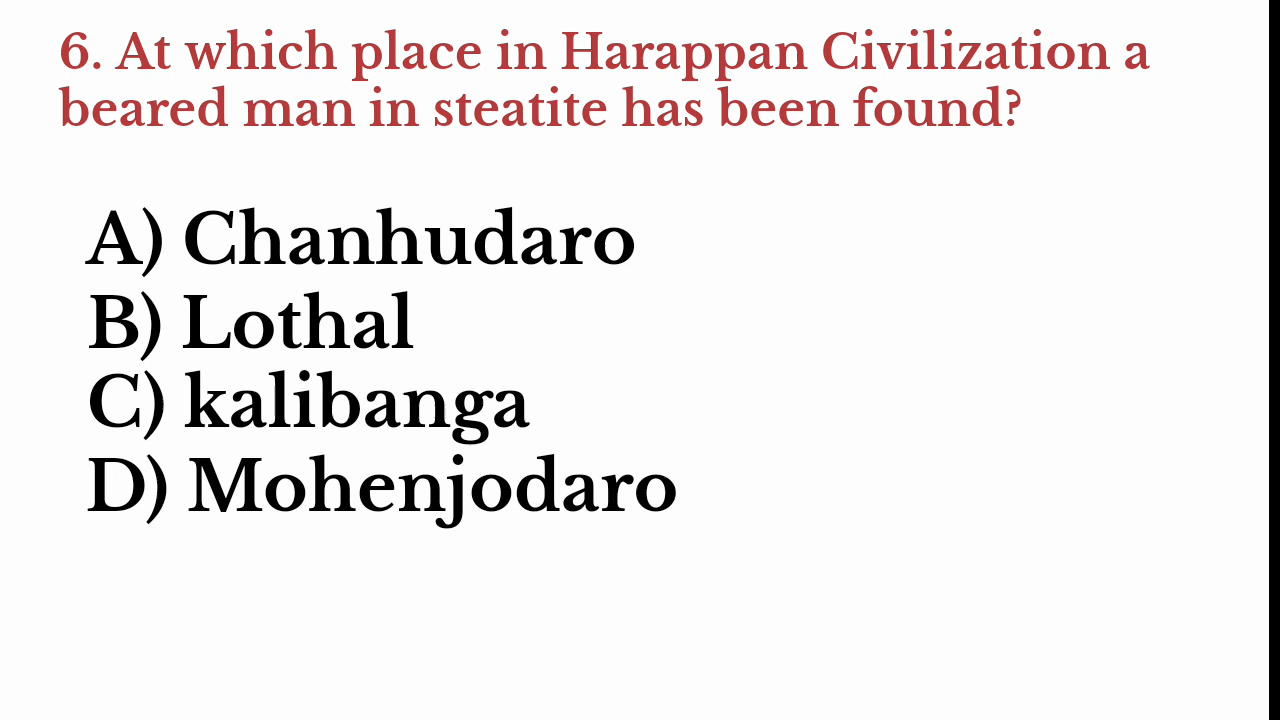 6. At which place in Harappan Civilization a
beared man in steatite has been found?
A) Chanhudaro
B) Lothal
C) kalibanga
D) Mohenjodaro